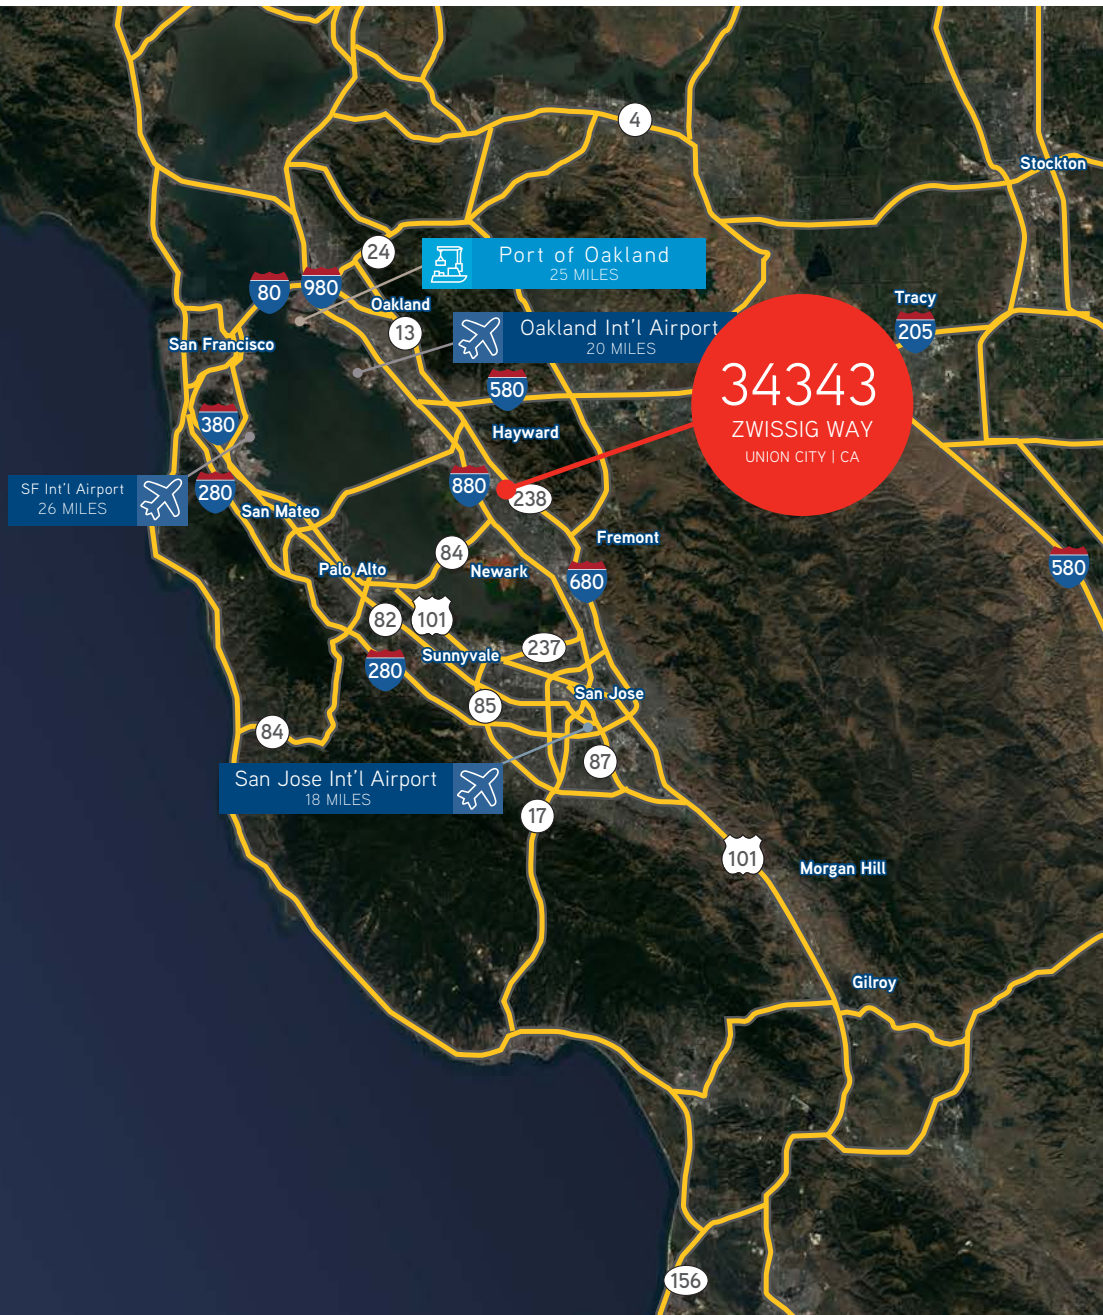 4
Stockton
24
Port of Oakland
25 MILES
80
980
Oakland
Tracy
205
13
Oakland Int'l Airport
20 MILES
San Francisco
34343
ZWISSIG WAY
UNION CITY | CA
580
380
Hayward
SF Int'l Airport
26 MILES
280
880
238
San Mateo
Fremont
84
Palo Alto
Newark
680
580
82
101
237
Sunnyvale
280
San Jose
85
84
87
San Jose Int'l Airport
18 MILES
17
101
Morgan Hill
Gilroy
156